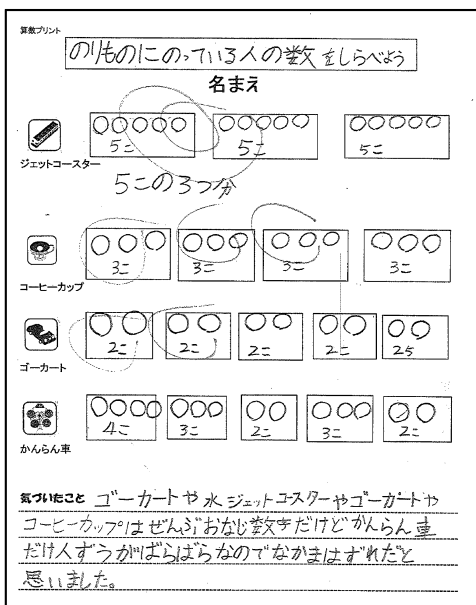 算数プリント
のりものにのっている人の数をしらべよう
名まえ
5こ 5こ 5こ
ジェットコースター
5この3つ分
3こ 3こ 3こ 3こ
コーヒーカップ
2こ 2こ 2こ 2こ 25
ゴーカート
4こ 3こ 2こ 3こ 2こ
かんらん車
気づいたこと ゴーカートや水ジェットコースターやゴーカートや
コーヒーカップはぜんぶおなじ数きだけどかんらん車
だけ人ずうがばらばらなのでなかまはずれだと
思いました。